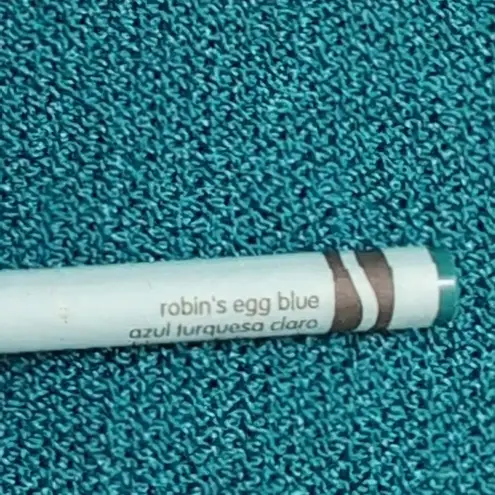 robin's egg blue
azul turquesa claro